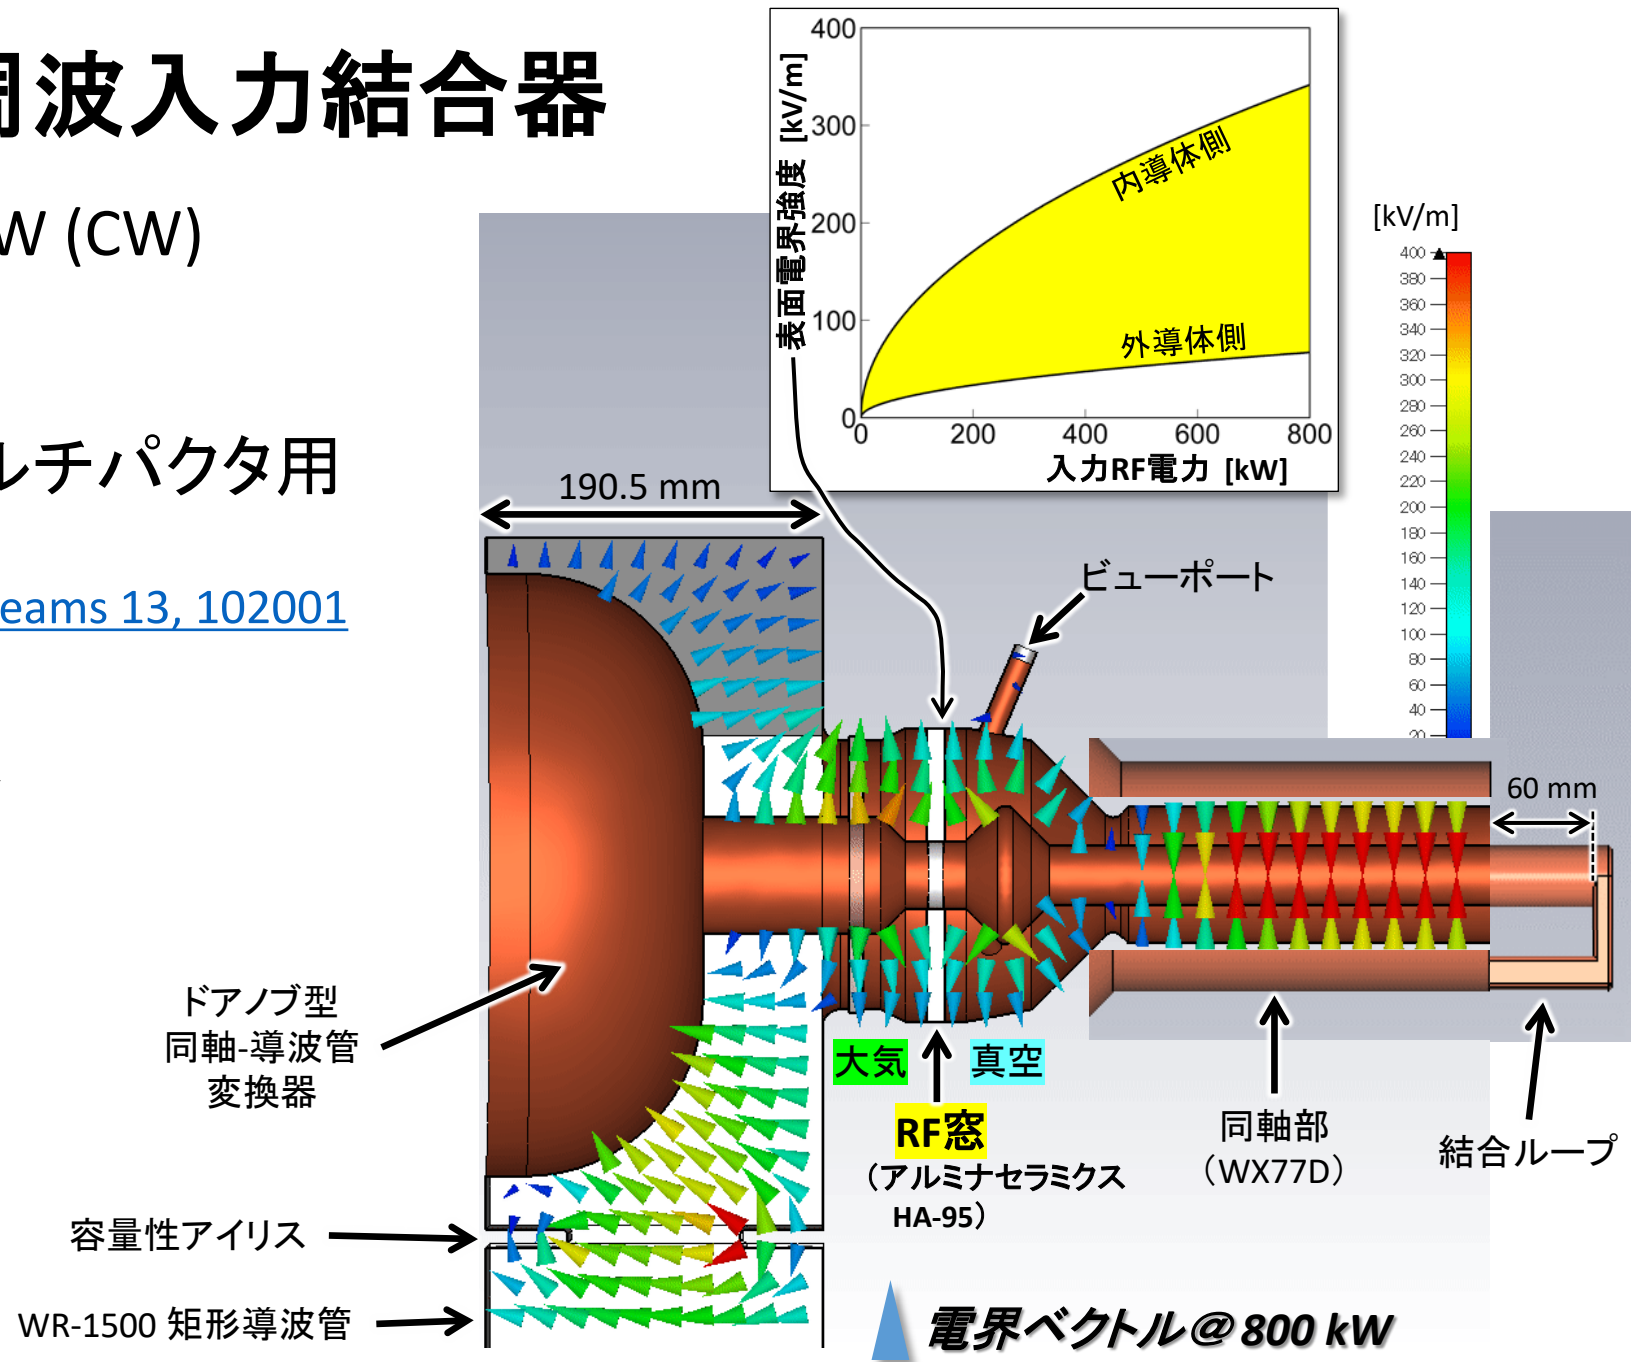 周波入力結合器
W (CW)
ルチパクタ用
eams 13, 102001
400
300
200
100
0
0 200 400 600 800
表面電界強度 [kV/m]
内導体側
外導体側
入力RF電力 [kW]
[kV/m]
400
380
360
340
320
300
280
260
240
220
200
180
160
140
120
100
80
60
40
20
190.5 mm
ビューポート
60 mm
ドアノブ型
同軸-導波管
変換器
大気 真空
RF窓
（アルミナセラミクス
HA-95）
同軸部
（WX77D）
結合ループ
容量性アイリス
WR-1500 矩形導波管
電界ベクトル＠800 kW